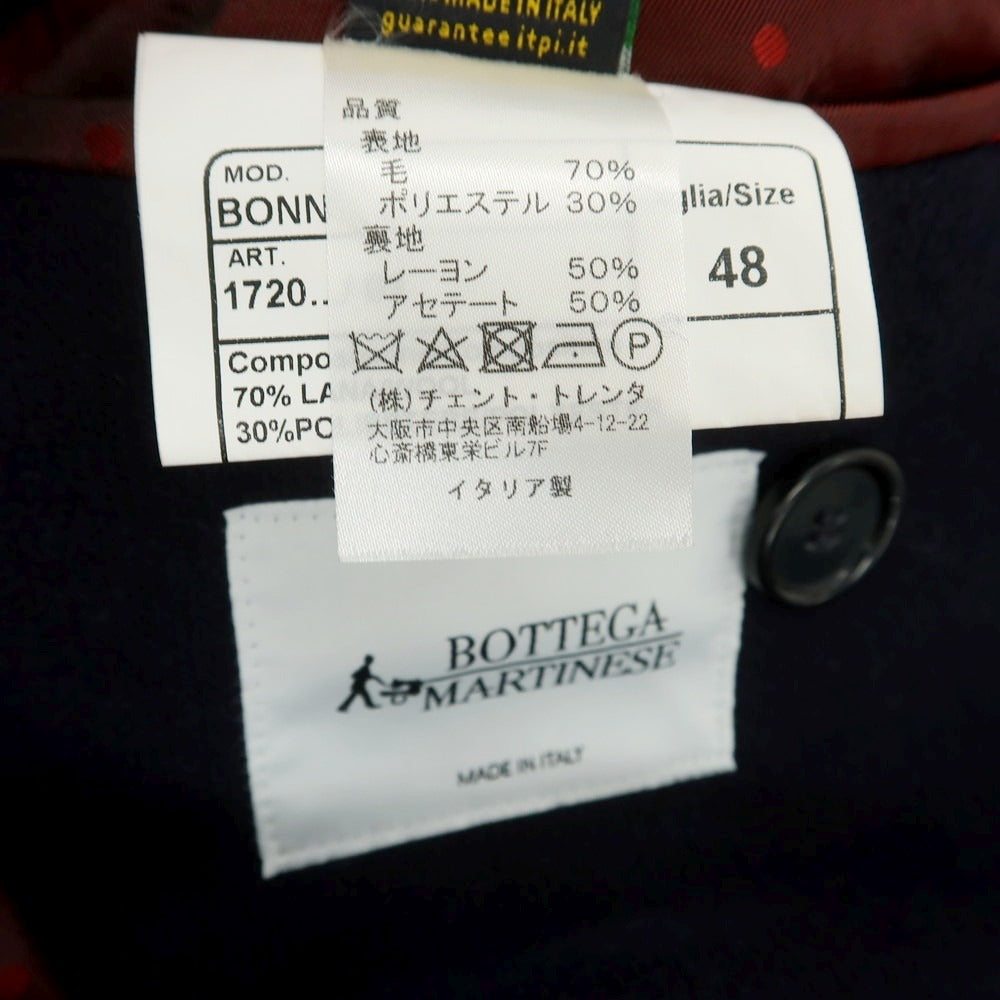 MADE IN ITALY
guarantee itpi.it
品質
表地
毛 70%
ポリエステル 30%
裏地
レーヨン 50%
アセテート 50%
P
(株)チェント・トレンタ
大阪市中央区南船場4-12-22
心斎橋東栄ビル7F
イタリア製
MOD.
BONN
glia/Size
ART.
1720..
48
Compo
70% LA
30%PO
BOTTEGA
MARTINESE
MADE IN ITALY